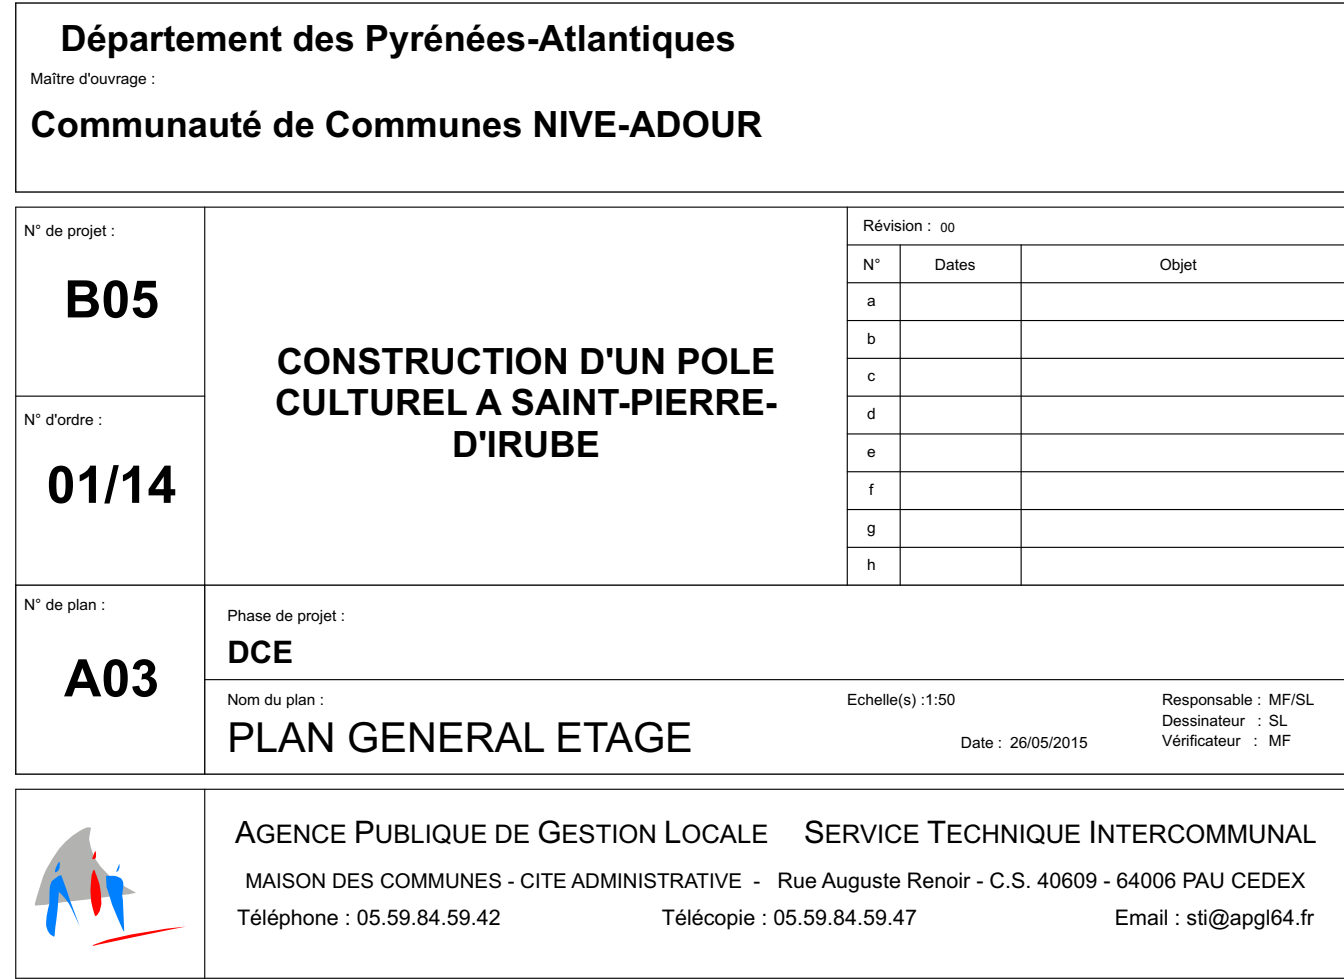 Département des Pyrénées-Atlantiques
Maître d'ouvrage :
Communauté de Communes NIVE-ADOUR
N° de projet :
B05
N° d'ordre :
01/14
CONSTRUCTION D'UN POLE
CULTUREL A SAINT-PIERRE-
D'IRUBE
Révision : 00
N° Dates Objet
a
b
c
d
e
f
g
h
N° de plan :
A03
Phase de projet :
DCE
Nom du plan :
PLAN GENERAL ETAGE
Echelle(s) :1:50
Date : 26/05/2015
Responsable : MF/SL
Dessinateur : SL
Vérificateur : MF
AGENCE PUBLIQUE DE GESTION LOCALE SERVICE TECHNIQUE INTERCOMMUNAL
MAISON DES COMMUNES - CITE ADMINISTRATIVE - Rue Auguste Renoir - C.S. 40609 - 64006 PAU CEDEX
Téléphone : 05.59.84.59.42 Télécopie : 05.59.84.59.47 Email : sti@apgl64.fr